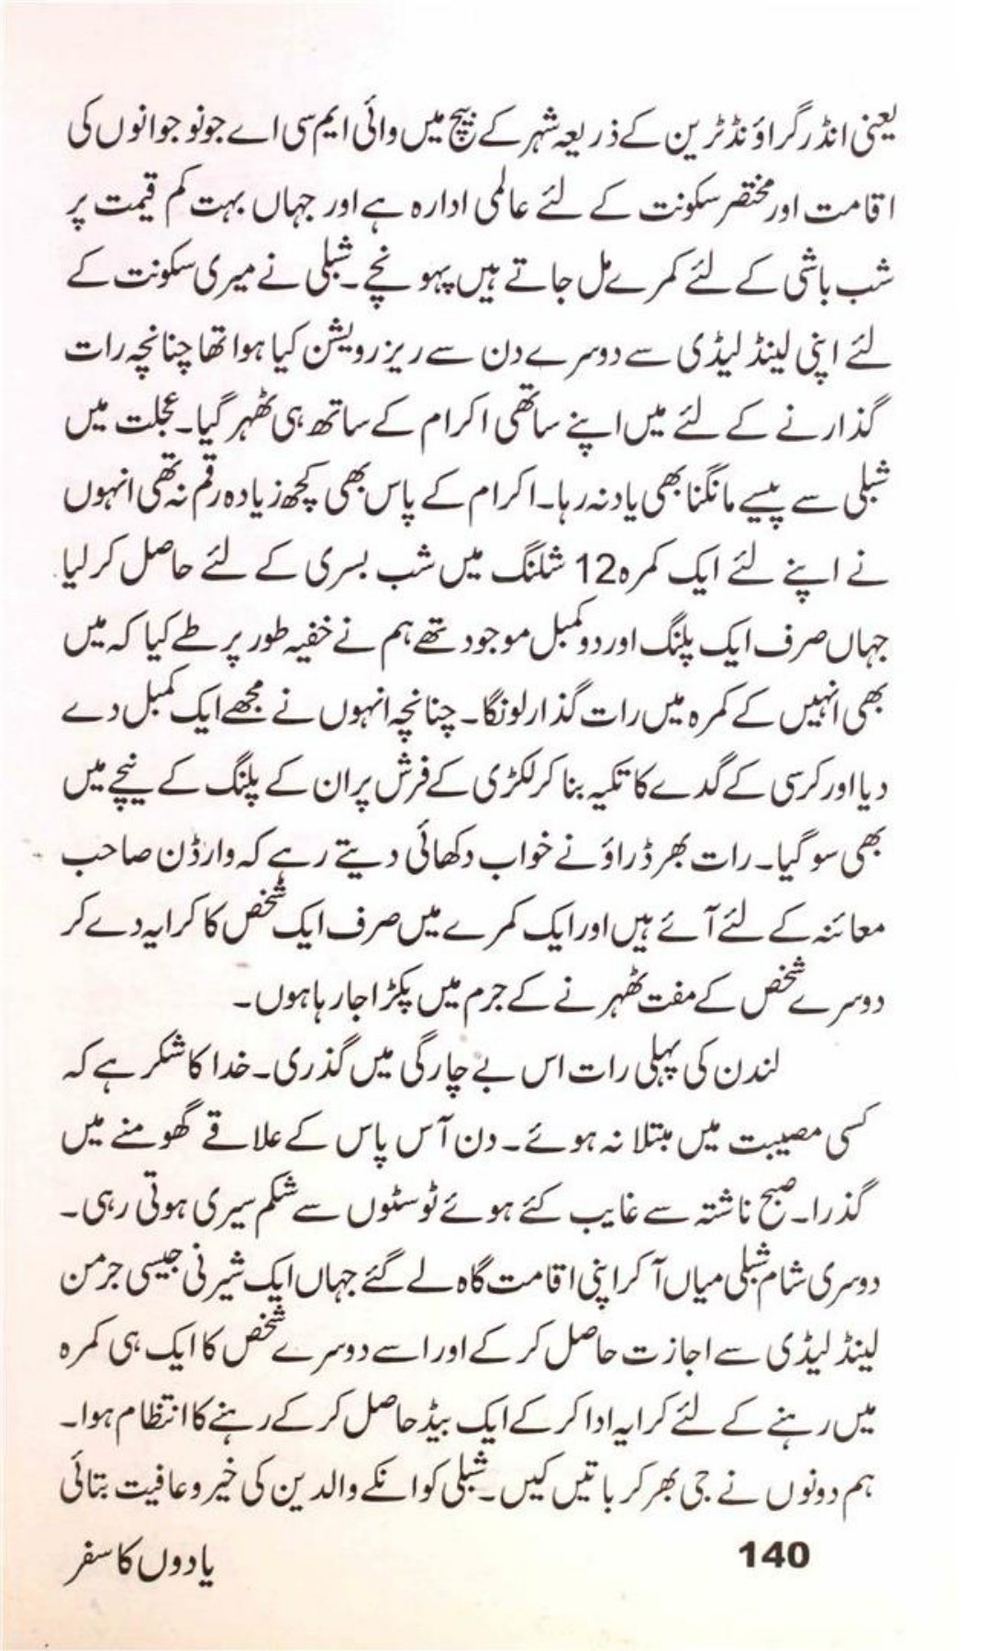 یعنی انڈر گراؤنڈ ٹرین کے ذریعہ شہر کے بیچ میں وائی ایم سی اے جو نو جوانوں کی
اقامت اور مختصر سکونت کے لئے عالمی ادارہ ہے اور جہاں بہت کم قیمت پر
شب باشی کے لئے کمرے مل جاتے ہیں پہونچے۔ شبلی نے میری سکونت کے
لئے اپنی لینڈ لیڈی سے دوسرے دن سے ریزرویشن کیا ہوا تھا چنانچہ رات
گذارنے کے لئے میں اپنے ساتھی اکرام کے ساتھ ہی ٹھہر گیا۔ عجلت میں
شبلی سے پیسے مانگنا بھی یاد نہ رہا۔ اکرام کے پاس بھی کچھ زیادہ رقم نہ تھی انہوں
نے اپنے لئے ایک کمرہ 12 شلنگ میں شب بسری کے لئے حاصل کر لیا
جہاں صرف ایک پلنگ اور دو کمبل موجود تھے ہم نے خفیہ طور پر طے کیا کہ میں
بھی انہیں کے کمرہ میں رات گذار لونگا۔ چنانچہ انہوں نے مجھے ایک کمبل دے
دیا اور کرسی کے گدے کا تکیہ بنا کر لکڑی کے فرش پر ان کے پلنگ کے نیچے میں
بھی سو گیا۔ رات بھر ڈراؤنے خواب دکھائی دیتے رہے کہ وارڈن صاحب
معائنہ کے لئے آئے ہیں اور ایک کمرے میں صرف ایک شخص کا کرایہ دے کر
دوسرے شخص کے مفت ٹھہرنے کے جرم میں پکڑا جا رہا ہوں۔
لندن کی پہلی رات اس بے چارگی میں گذری۔ خدا کا شکر ہے کہ
کسی مصیبت میں مبتلا نہ ہوئے۔ دن آس پاس کے علاقے گھومنے میں
گذرا۔ صبح ناشتہ سے غایب کئے ہوئے ٹوسٹوں سے شکم سیری ہوتی رہی۔
دوسری شام شبلی میاں آ کر اپنی اقامت گاہ لے گئے جہاں ایک شیرنی جیسی جرمن
لینڈ لیڈی سے اجازت حاصل کر کے اور اسے دوسرے شخص کا ایک ہی کمرہ
میں رہنے کے لئے کرایہ ادا کر کے ایک بیڈ حاصل کر کے رہنے کا انتظام ہوا۔
ہم دونوں نے جی بھر کر باتیں کیں۔ شبلی کو انکے والدین کی خیر و عافیت بتائی
یادوں کا سفر
140